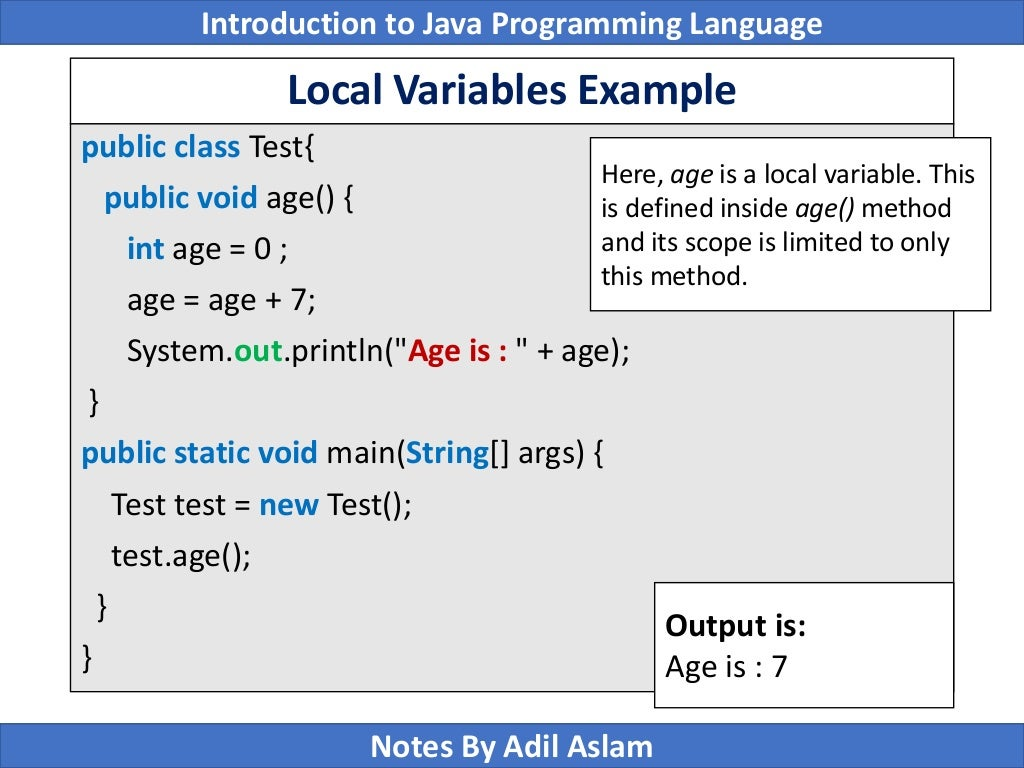 Introduction to Java Programming Language
Local Variables Example
public class Test{
public void age() {
int age = 0 ;
age = age + 7;
System.out.println("Age is : " + age);
}
public static void main(String[] args) {
Test test = new Test();
test.age();
}
}
Here, age is a local variable. This
is defined inside age() method
and its scope is limited to only
this method.
Output is:
Age is : 7
Notes By Adil Aslam